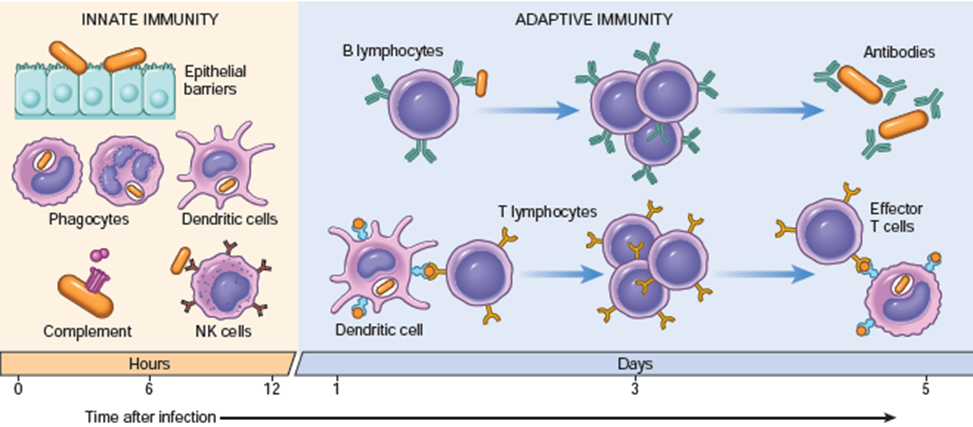 INNATE IMMUNITY
Epithelial
barriers
Phagocytes
Dendritic cells
Complement
NK cells
ADAPTIVE IMMUNITY
B lymphocytes
Antibodies
T lymphocytes
Effector
T cells
Dendritic cell
Hours
Days
0
6
12
1
3
5
Time after infection